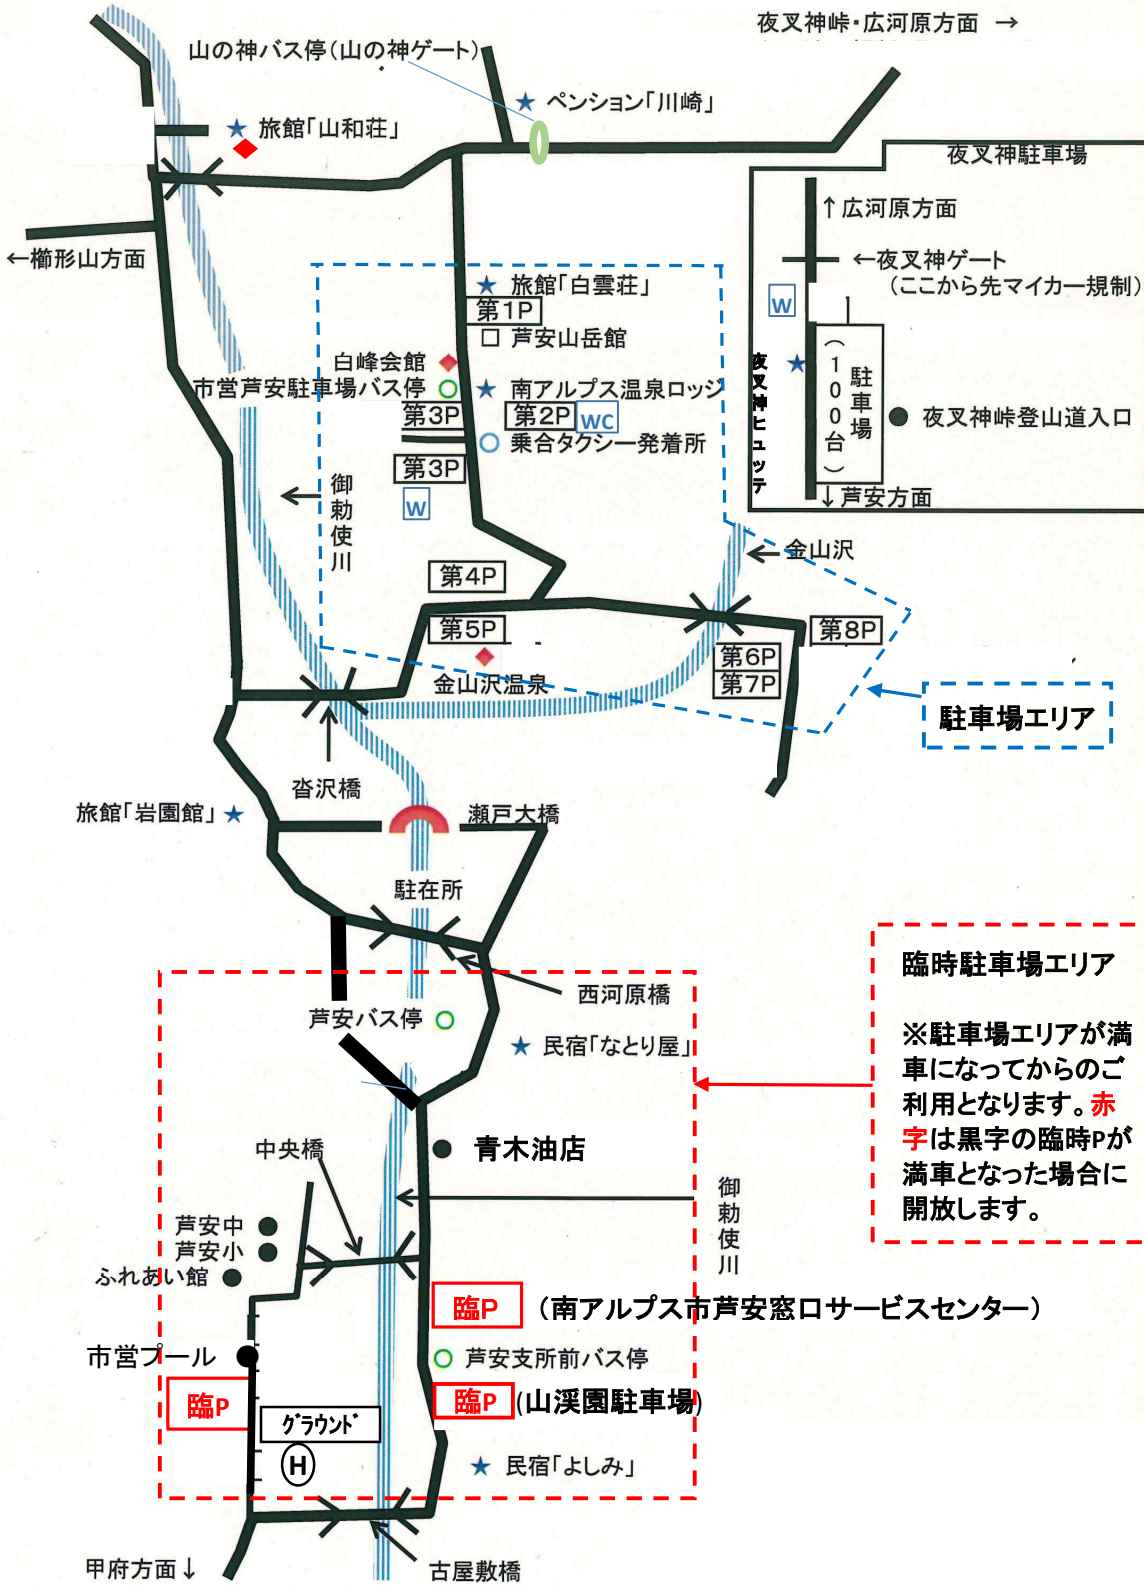 夜叉神峠・広河原方面 →
山の神バス停(山の神ゲート)
★ ペンション「川崎」
★ 旅館「山和荘」
夜叉神駐車場
↑広河原方面
←櫛形山方面
←夜叉神ゲート
(ここから先マイカー規制)
W
★ 旅館「白雲荘」
第1P
□ 芦安山岳館
白峰会館
市営芦安駐車場バス停
★ 南アルプス温泉ロッジ
第3P
第2P
WC
乗合タクシー発着所
第3P
W
夜叉神ヒュッテ
★
駐車場
(100台)
● 夜叉神峠登山道入口
↓芦安方面
御勅使川
金山沢
第4P
第5P
第8P
第6P
第7P
金山沢温泉
駐車場エリア
沓沢橋
旅館「岩園館」★
瀬戸大橋
駐在所
西河原橋
芦安バス停
★ 民宿「なとり屋」
臨時駐車場エリア
※駐車場エリアが満
車になってからのご
利用となります。赤
字は黒字の臨時Pが
満車となった場合に
開放します。
● 青木油店
中央橋
御勅使川
芦安中 ●
芦安小 ●
ふれあい館 ●
臨P (南アルプス市芦安窓口サービスセンター)
市営プール ●
芦安支所前バス停
臨P
臨P (山渓園駐車場)
グラウンド
H
★ 民宿「よしみ」
甲府方面↓
古屋敷橋